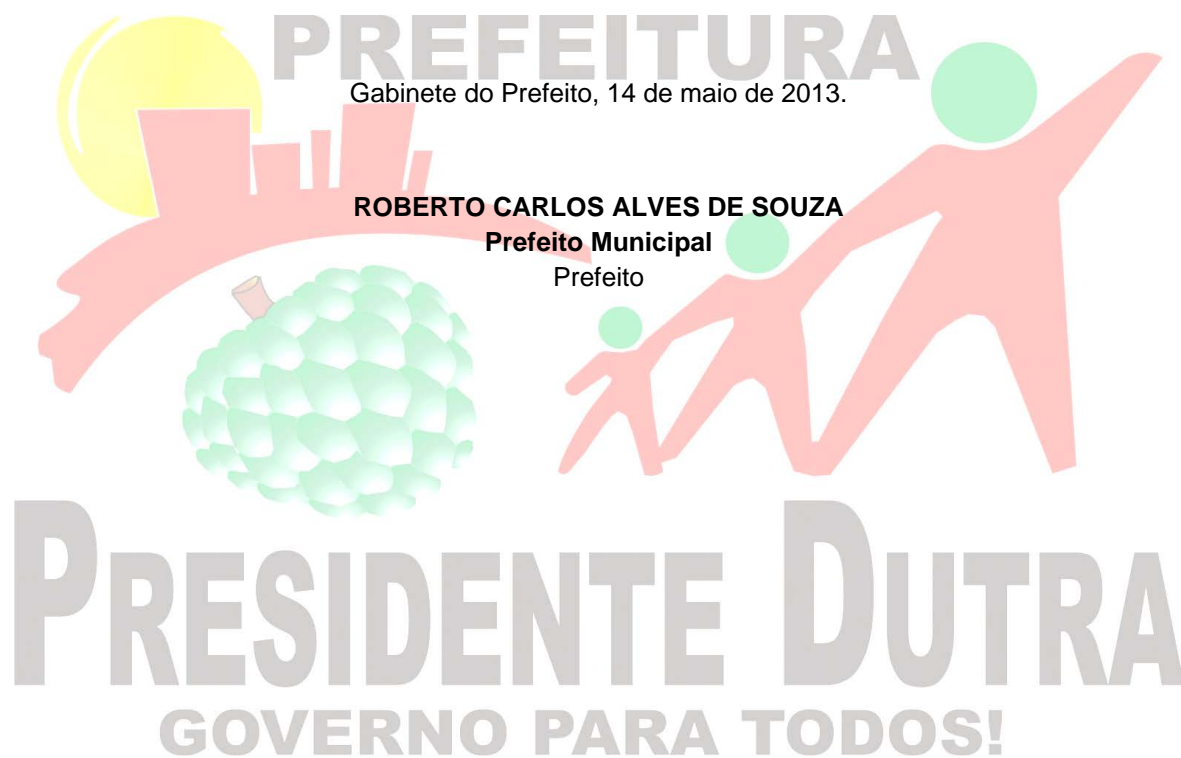 PREFEITURA
Gabinete do Prefeito, 14 de maio de 2013.
ROBERTO CARLOS ALVES DE SOUZA
Prefeito Municipal
Prefeito
PRESIDENTE DUTRA
GOVERNO PARA TODOS!